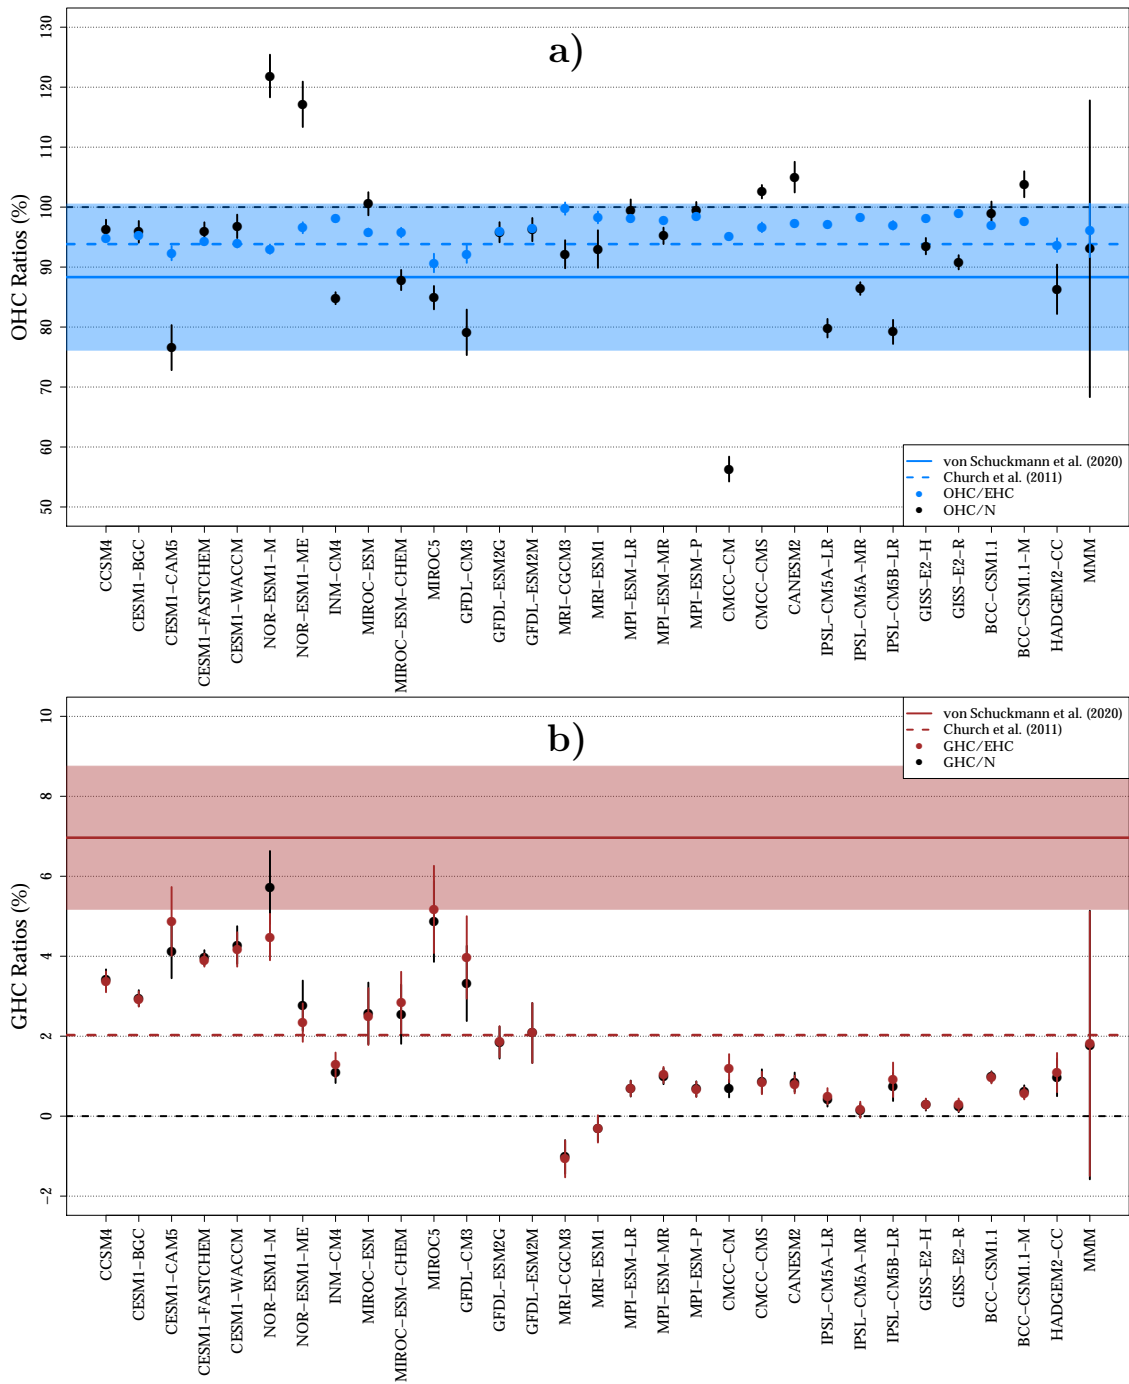 a)
OHC Ratios (%)
130
120
110
100
90
80
70
60
50
von Schuckmann et al. (2020)
Church et al. (2011)
OHC/EHC
OHC/N
CCSM4
CESM1−BGC
CESM1−CAM5
CESM1−FASTCHEM
CESM1−WACCM
NOR−ESM1−M
NOR−ESM1−ME
INM−CM4
MIROC−ESM
MIROC−ESM−CHEM
MIROC5
GFDL−CM3
GFDL−ESM2G
GFDL−ESM2M
MRI−CGCM3
MRI−ESM1
MPI−ESM−LR
MPI−ESM−MR
MPI−ESM−P
CMCC−CM
CMCC−CMS
CANESM2
IPSL−CM5A−LR
IPSL−CM5A−MR
IPSL−CM5B−LR
GISS−E2−H
GISS−E2−R
BCC−CSM1.1
BCC−CSM1.1−M
HADGEM2−CC
MMM
b)
GHC Ratios (%)
10
8
6
4
2
0
−2
von Schuckmann et al. (2020)
Church et al. (2011)
GHC/EHC
GHC/N
CCSM4
CESM1−BGC
CESM1−CAM5
CESM1−FASTCHEM
CESM1−WACCM
NOR−ESM1−M
NOR−ESM1−ME
INM−CM4
MIROC−ESM
MIROC−ESM−CHEM
MIROC5
GFDL−CM3
GFDL−ESM2G
GFDL−ESM2M
MRI−CGCM3
MRI−ESM1
MPI−ESM−LR
MPI−ESM−MR
MPI−ESM−P
CMCC−CM
CMCC−CMS
CANESM2
IPSL−CM5A−LR
IPSL−CM5A−MR
IPSL−CM5B−LR
GISS−E2−H
GISS−E2−R
BCC−CSM1.1
BCC−CSM1.1−M
HADGEM2−CC
MMM